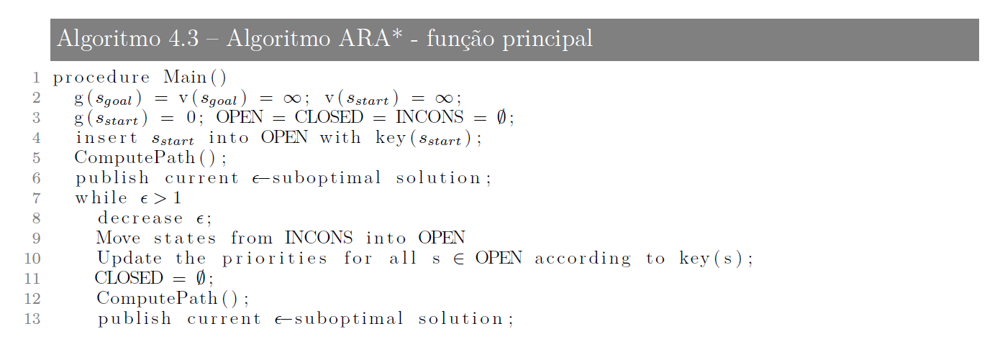 Algoritmo 4.3 – Algoritmo ARA* - função principal
1 procedure Main()
2 g(s_goal) = v(s_goal) = ∞; v(s_start) = ∞;
3 g(s_start) = 0; OPEN = CLOSED = INCONS = ∅;
4 insert s_start into OPEN with key(s_start);
5 ComputePath();
6 publish current ϵ−suboptimal solution;
7 while ϵ > 1
8 decrease ϵ;
9 Move states from INCONS into OPEN
10 Update the priorities for all s ∈ OPEN according to key(s);
11 CLOSED = ∅;
12 ComputePath();
13 publish current ϵ−suboptimal solution;